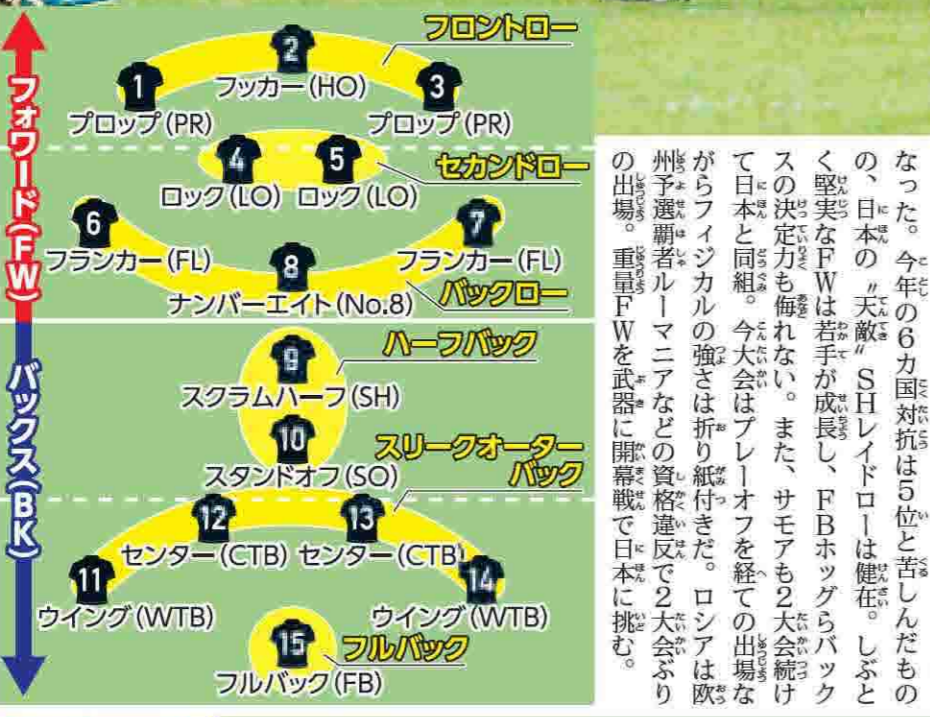 フォワード(FW)
バックス(BK)
フロントロー
2
フッカー(HO)
1
プロップ(PR)
3
プロップ(PR)
セカンドロー
4
ロック(LO)
5
ロック(LO)
6
フランカー(FL)
7
フランカー(FL)
8
ナンバーエイト(No.8)
バックロー
ハーフバック
9
スクラムハーフ(SH)
10
スタンドオフ(SO)
スリークオーター
バック
12
センター(CTB)
13
センター(CTB)
11
ウイング(WTB)
14
ウイング(WTB)
15
フルバック
フルバック(FB)
なった。今年の6カ国対抗は5位と苦しんだもの
の、日本の〝天敵〟SHレイドローは健在。しぶと
く堅実なFWは若手が成長し、FBホッグらバック
スの決定力も侮れない。また、サモアも2大会続け
て日本と同組。今大会はプレーオフを経ての出場な
がらフィジカルの強さは折り紙付きだ。ロシアは欧
州予選覇者ルーマニアなどの資格違反で2大会ぶり
の出場。重量FWを武器に開幕戦で日本に挑む。